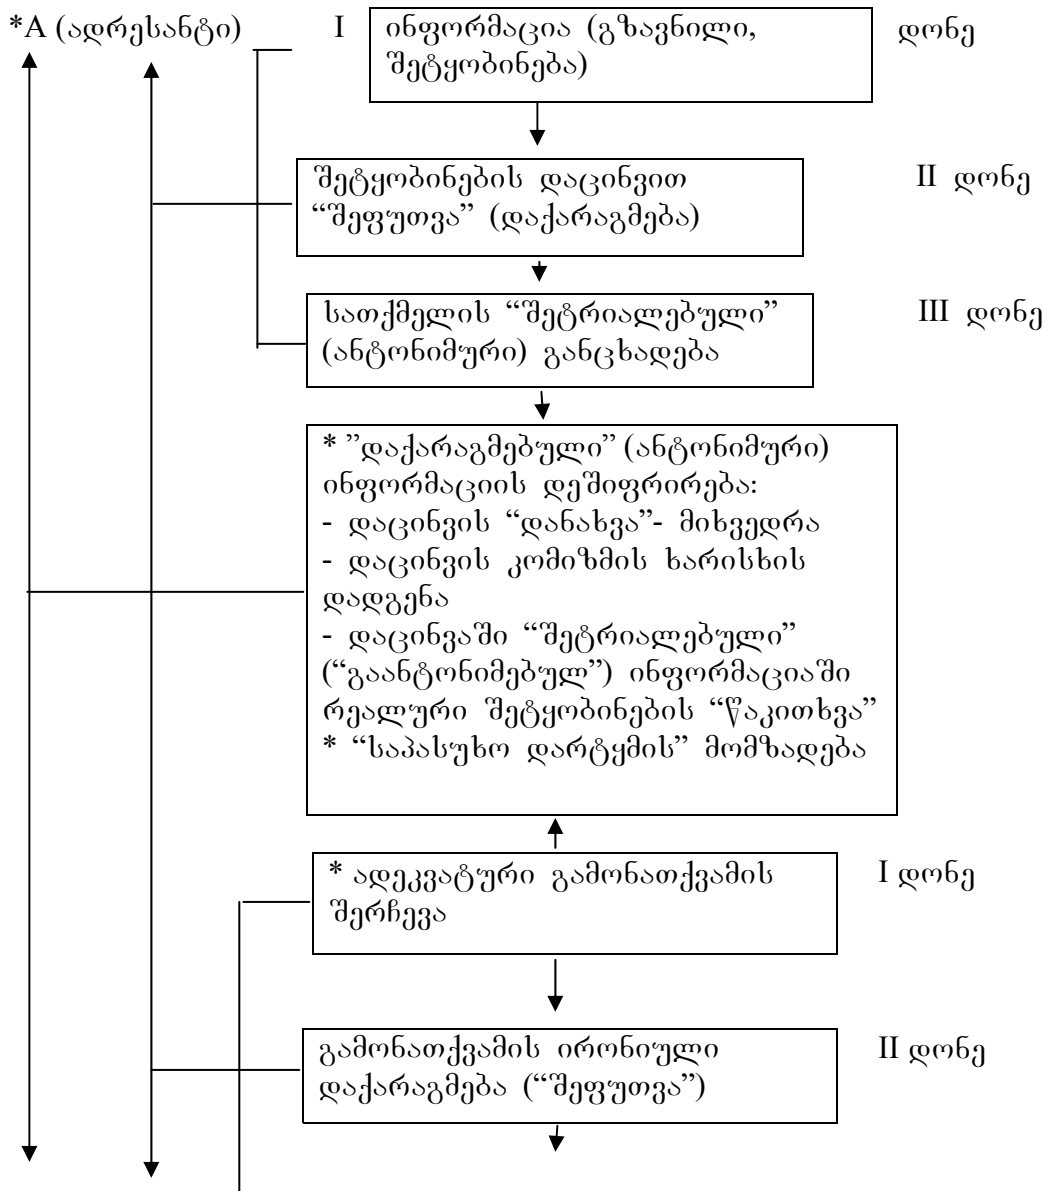 *A (ადრესანტი) I ინფორმაცია (გზავნილი, დონე
შეტყობინება)
შეტყობინების დაცინვით II დონე
“შეფუთვა” (დაქარაგმება)
სათქმელის “შეტრიალებული” III დონე
(ანტონიმური) განცხადება
* ”დაქარაგმებული” (ანტონიმური)
ინფორმაციის დეშიფრირება:
- დაცინვის “დანახვა”- მიხვედრა
- დაცინვის კომიზმის ხარისხის
დადგენა
- დაცინვაში “შეტრიალებული”
(“გაანტონიმებულ”) ინფორმაციაში
რეალური შეტყობინების “წაკითხვა”
* “საპასუხო დარტყმის” მომზადება
* ადეკვატური გამონათქვამის I დონე
შერჩევა
გამონათქვამის ირონიული II დონე
დაქარაგმება (“შეფუთვა”)